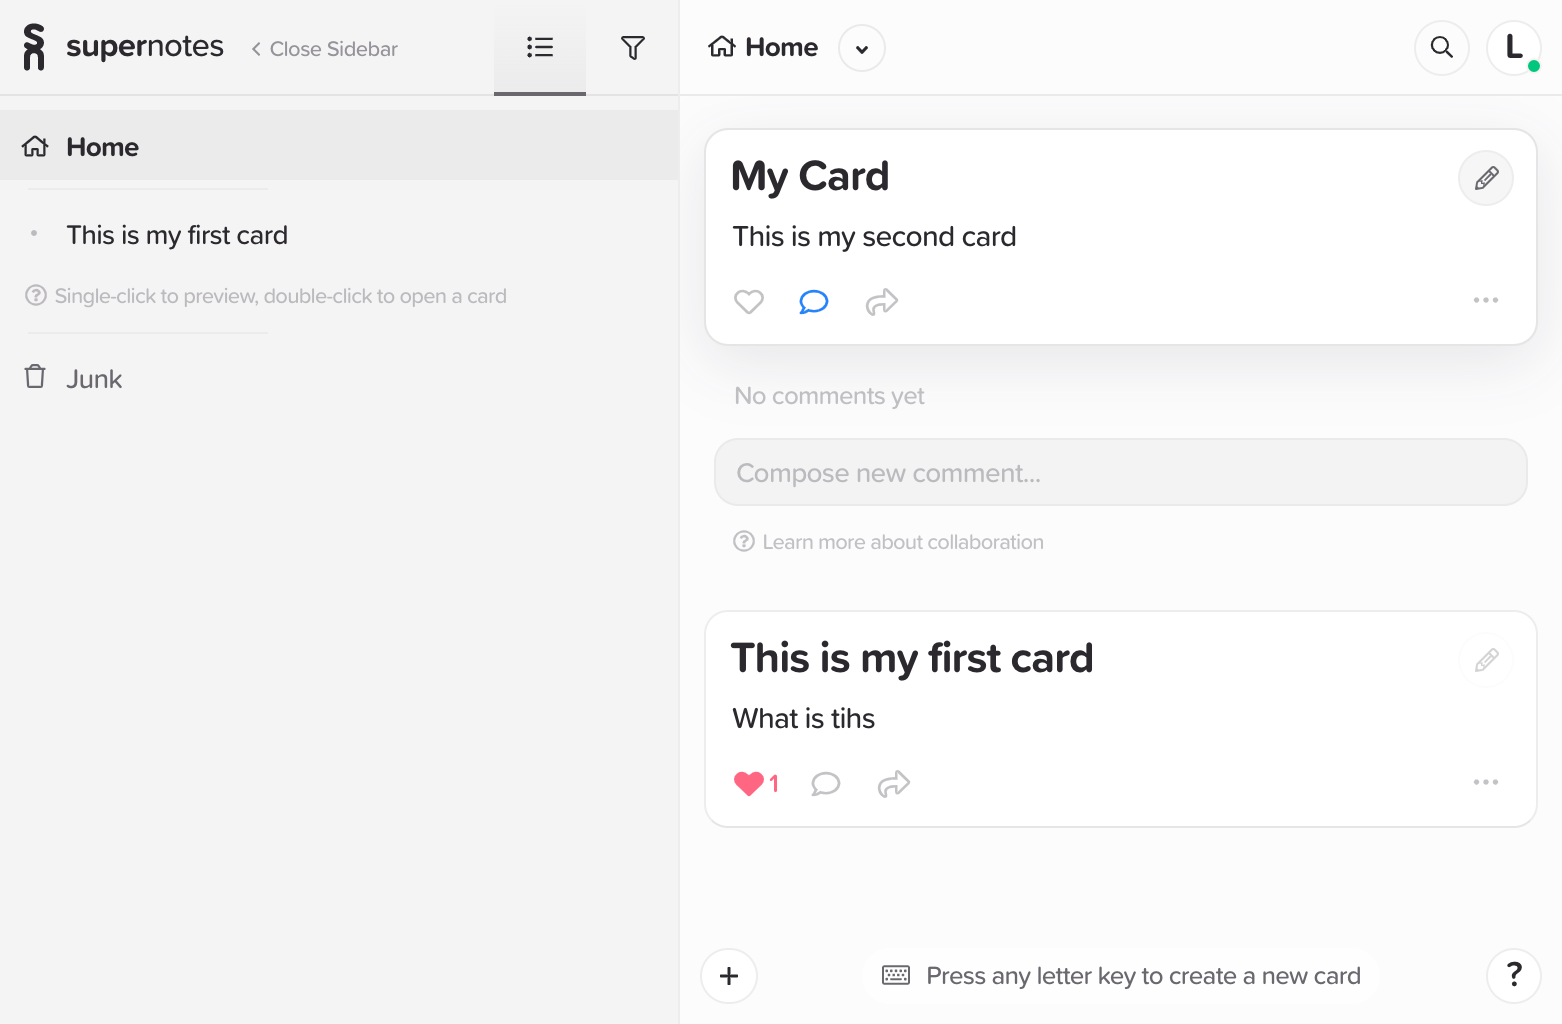 supernotes
Close Sidebar
Home
L
Home
This is my first card
Single-click to preview, double-click to open a card
Junk
My Card
This is my second card
No comments yet
Compose new comment...
Learn more about collaboration
This is my first card
What is tihs
1
Press any letter key to create a new card
?